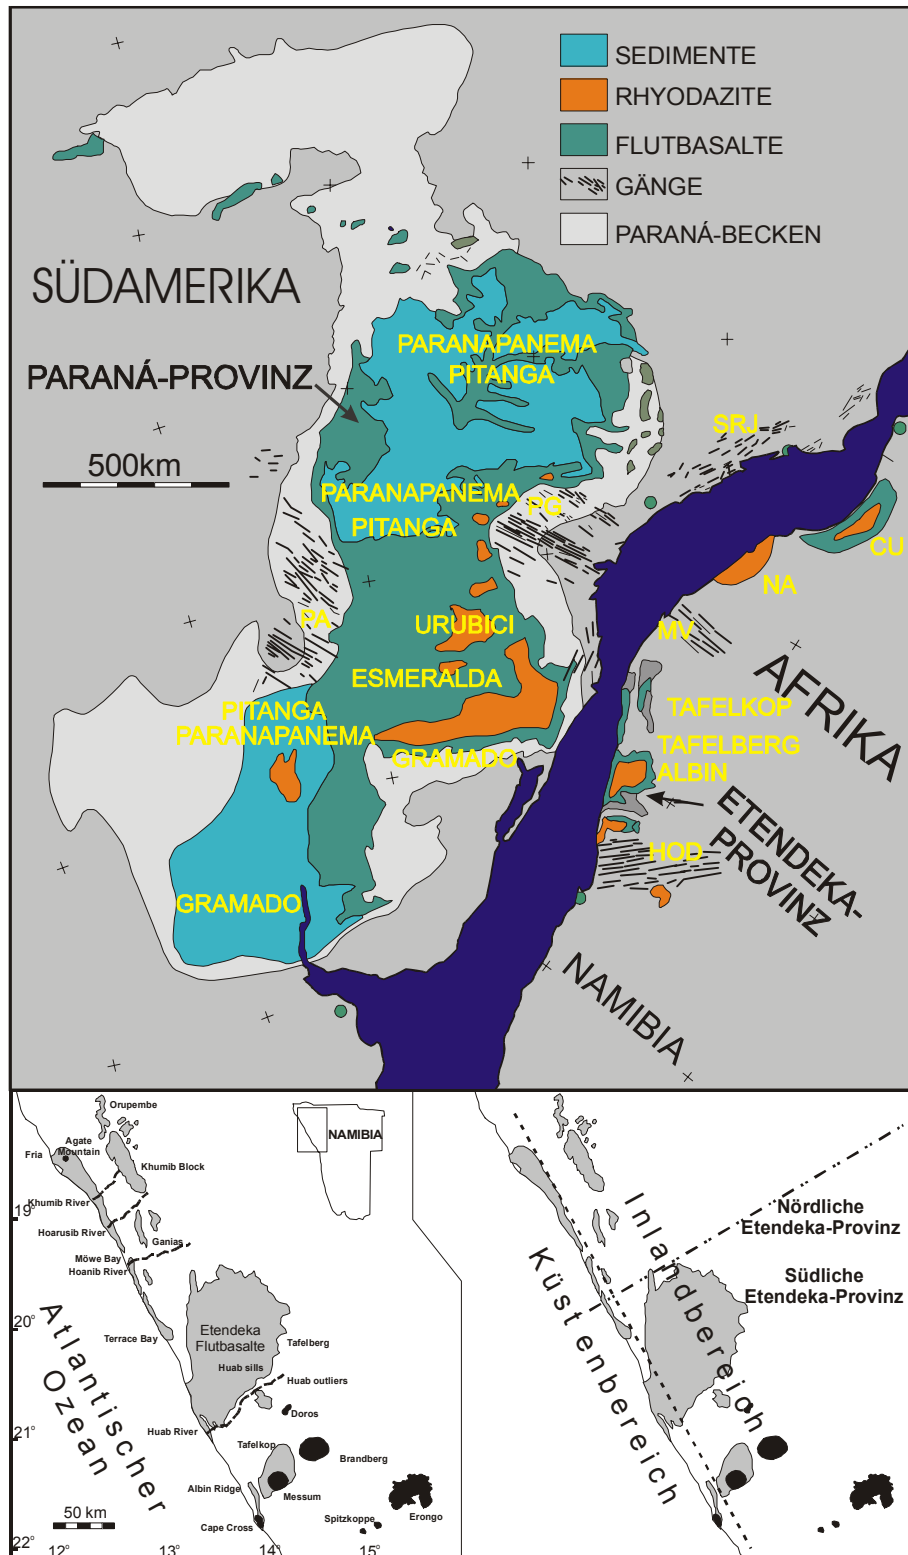 SEDIMENTE
RHYODAZITE
FLUTBASALTE
GÄNGE
PARANÁ-BECKEN
SÜDAMERIKA
PARANÁ-PROVINZ
500km
PARANAPANEMA
PITANGA
SRJ
PARANAPANEMA
PITANGA
PG
CU
NA
PA
URUBICI
MV
ESMERALDA
AFRIKA
PITANGA
PARANAPANEMA
TAFELKOP
GRAMADO
TAFELBERG
ALBIN
ETENDEKA-
PROVINZ
HOD
GRAMADO
NAMIBIA
Orupembe
NAMIBIA
Agate
Mountain
Fria
Khumib Block
Khumib River
19°
Hoarusib River
Ganias
Möwe Bay
Hoanib River
Atlantischer
Ozean
20°
Terrace Bay
Etendeka
Flutbasalte
Tafelberg
Huab sills
Huab outliers
Doros
21°
Huab River
Tafelkop
Brandberg
Albin Ridge
Messum
50 km
Cape Cross
Spitzkoppe
Erongo
22°
12°
13°
14°
15°
Inlandbereich
Küstenbereich
Nördliche
Etendeka-Provinz
Südliche
Etendeka-Provinz